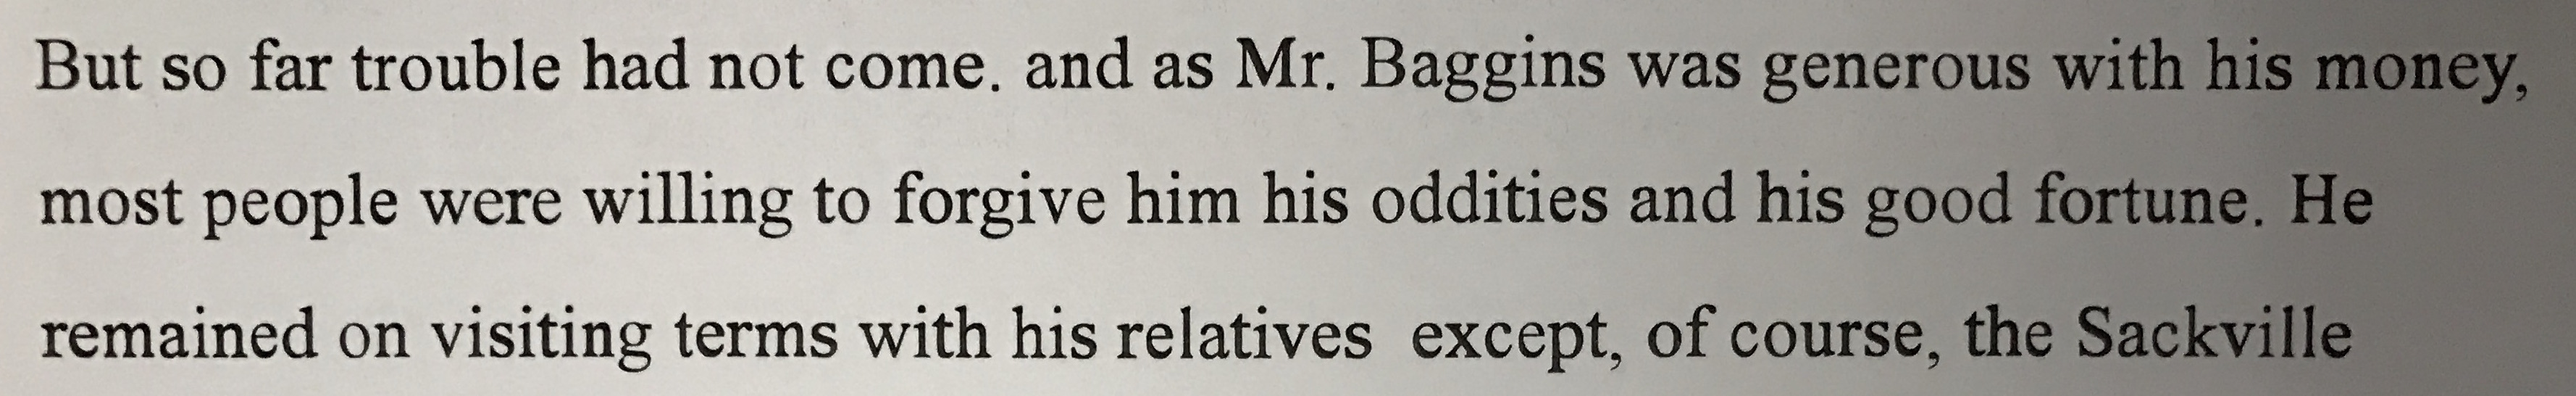 But so far trouble had not come. and as Mr. Baggins was generous with his money,
most people were willing to forgive him his oddities and his good fortune. He
remained on visiting terms with his relatives  except, of course, the Sackville